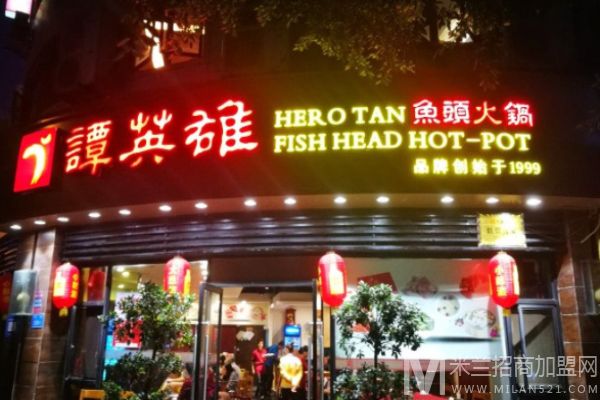 譚英雄
HERO TAN 魚頭火鍋
FISH HEAD HOT-POT
品牌创始于1999
米兰招商加盟网
WWW.MILAN521.COM